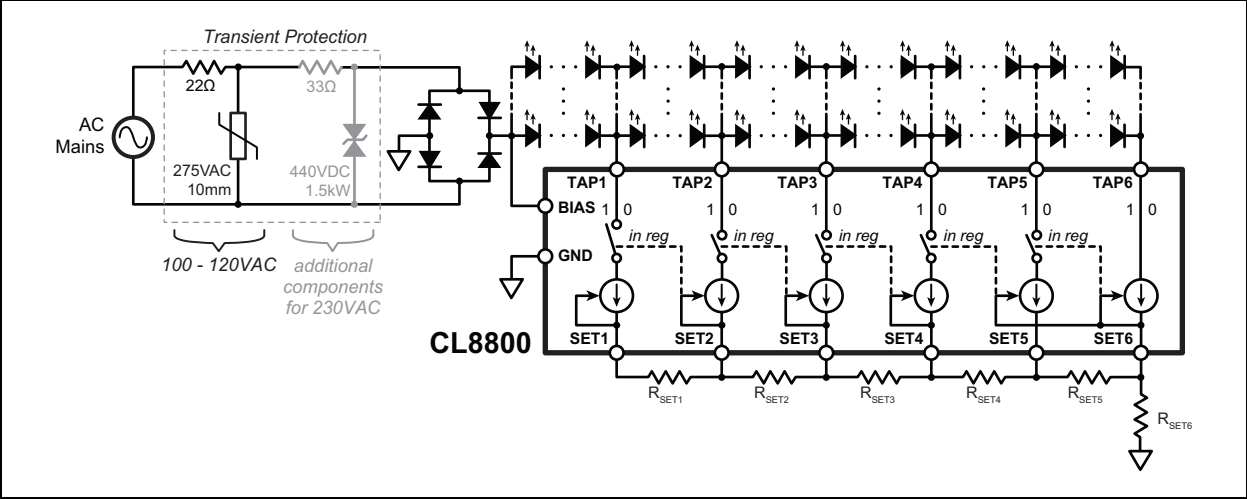 Transient Protection
22Ω
33Ω
AC
Mains
275VAC
10mm
440VDC
1.5kW
100 - 120VAC
additional
components
for 230VAC
CL8800
TAP1
TAP2
TAP3
TAP4
TAP5
TAP6
BIAS
GND
1 0
1 0
1 0
1 0
1 0
1 0
in reg
in reg
in reg
in reg
in reg
SET1
SET2
SET3
SET4
SET5
SET6
RSET1
RSET2
RSET3
RSET4
RSET5
RSET6